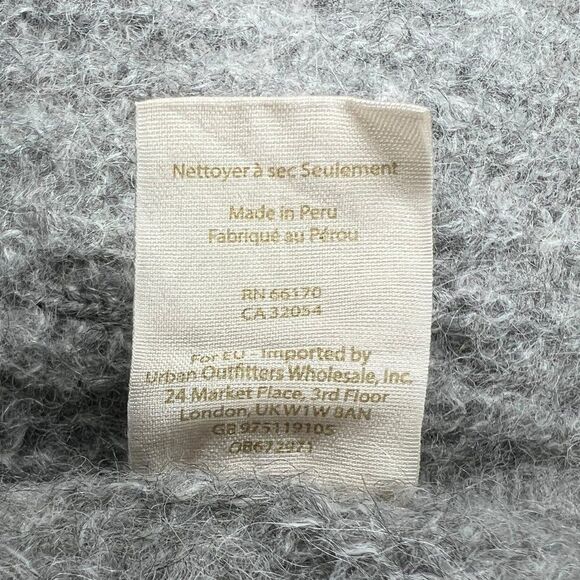 Nettoyer à sec Seulement
Made in Peru
Fabriqué au Pérou
RN 66170
CA 32054
For EU - Imported by
Urban Outfitters Wholesale, Inc.
24 Market Place, 3rd Floor
London, UK W1W 8AN
GB 975119105
OB672971